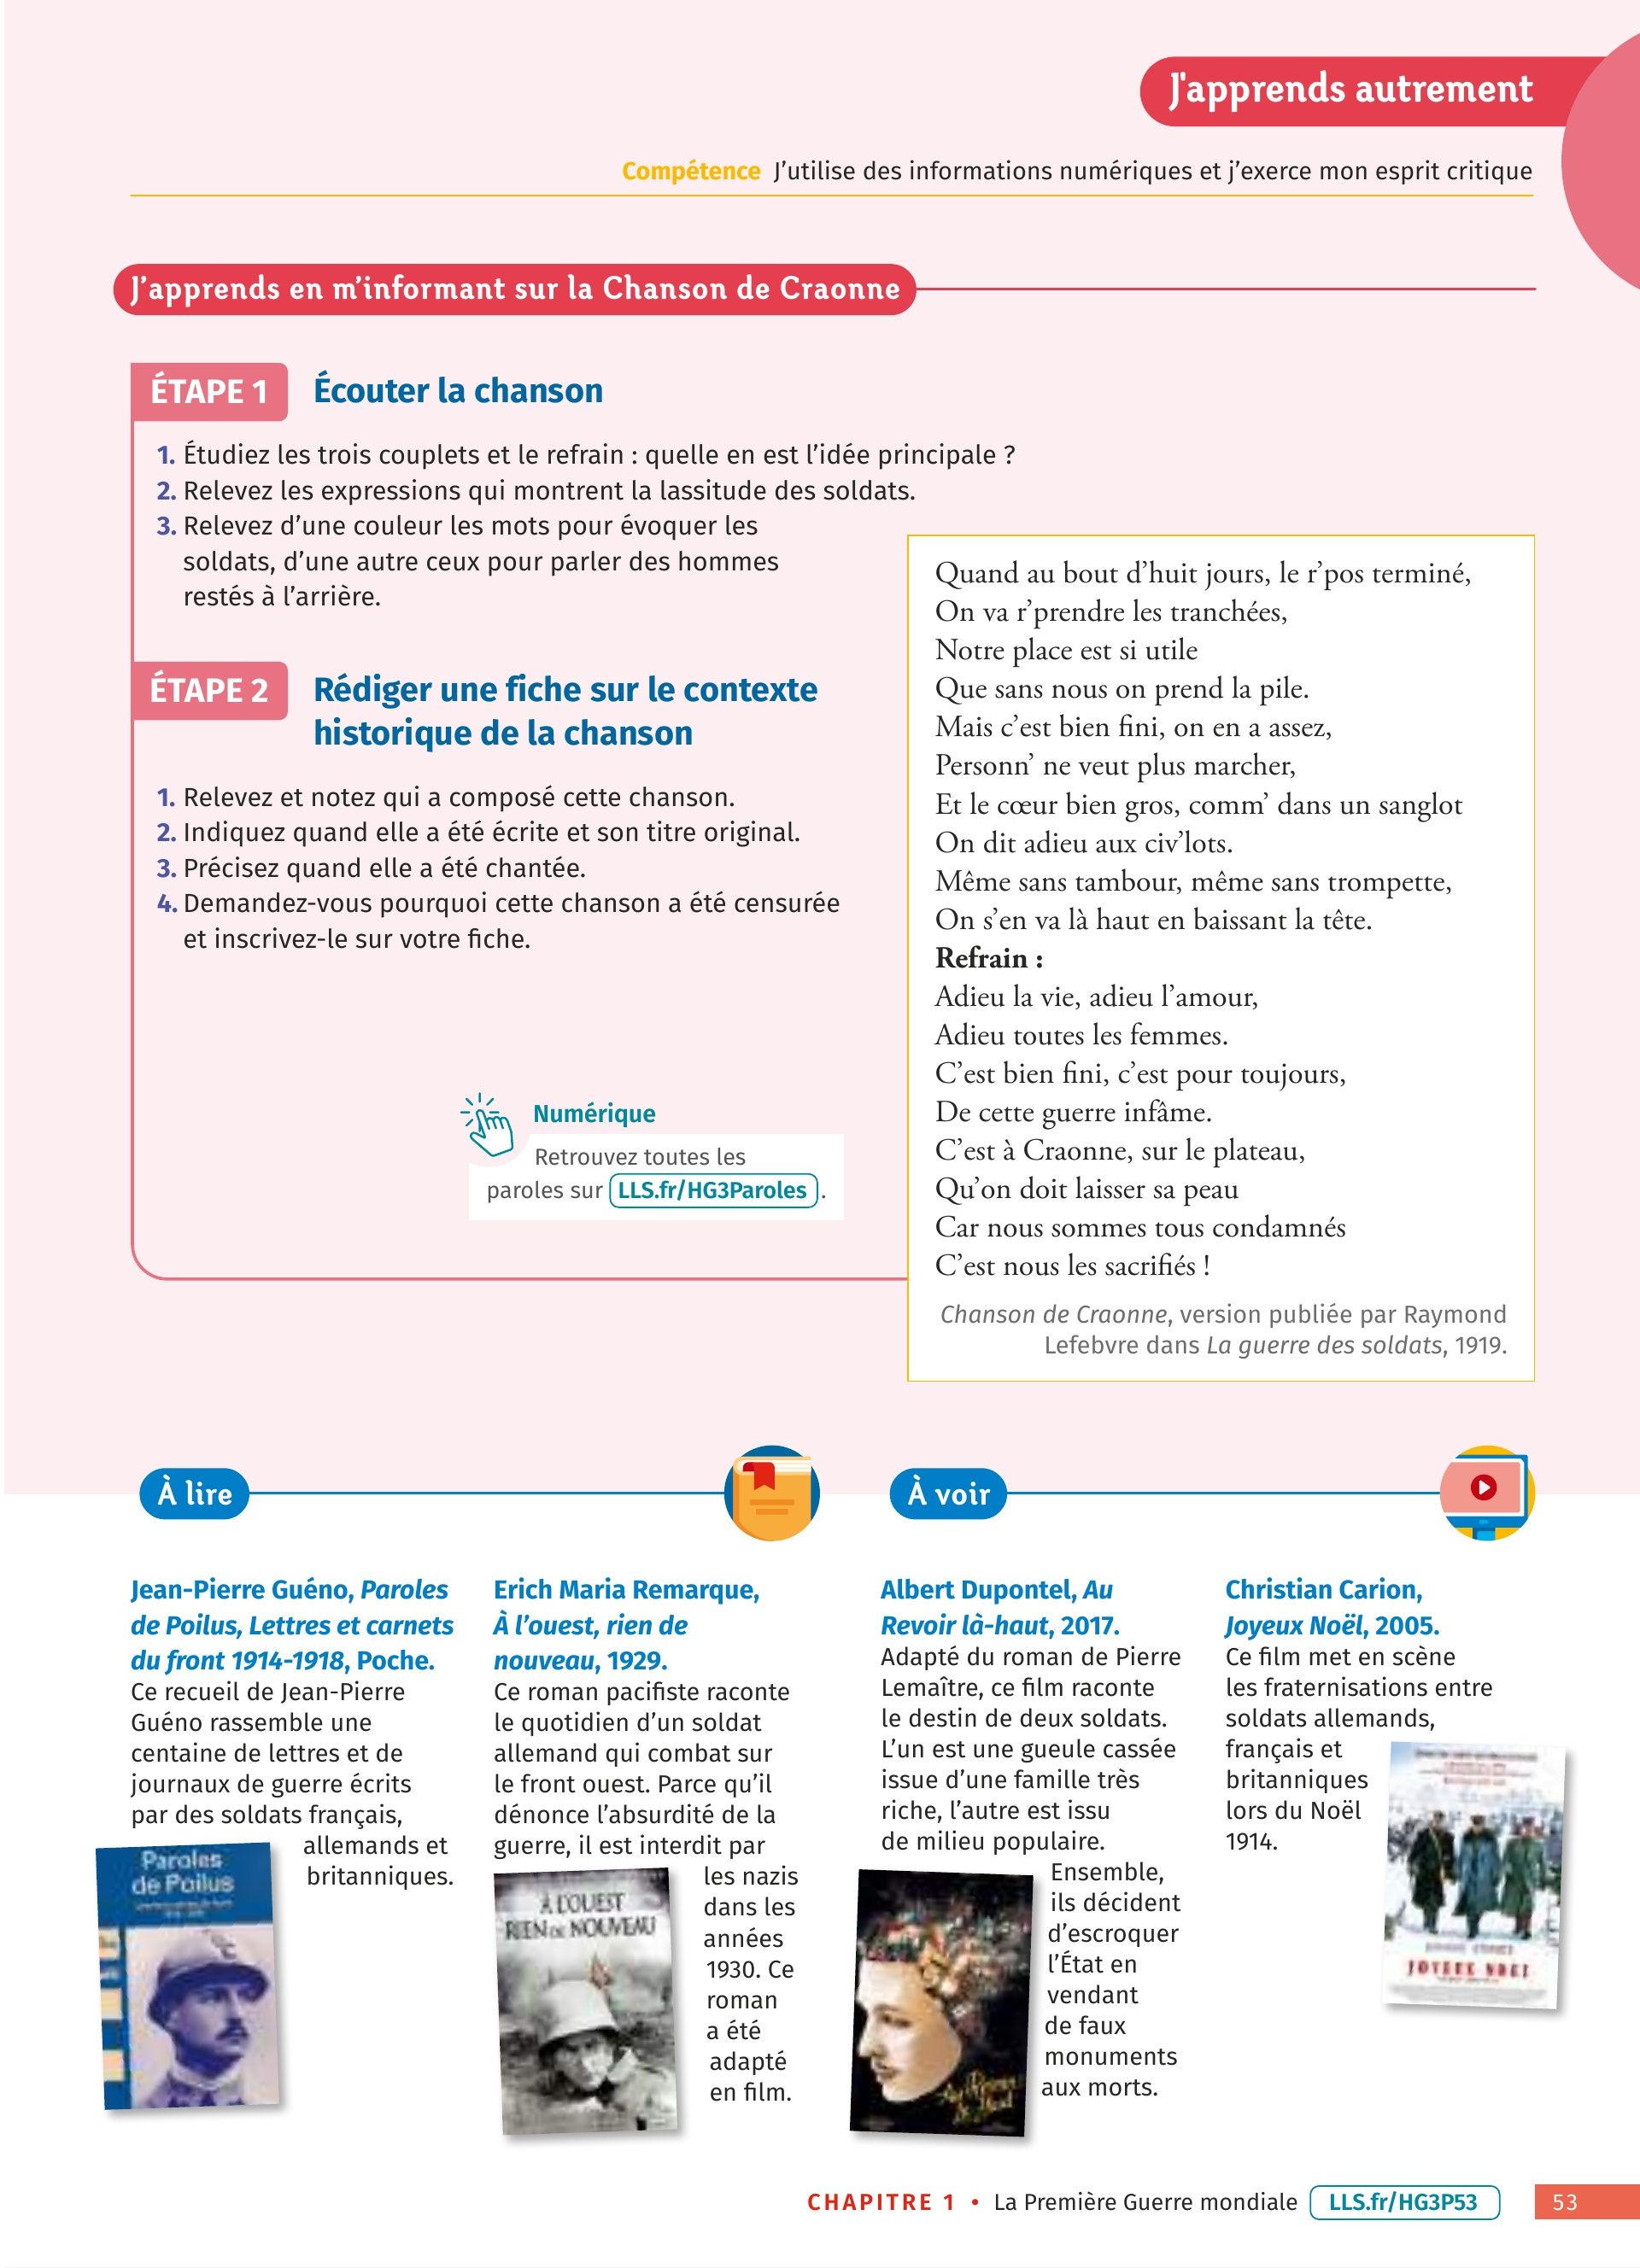 J'apprends autrement
Compétence J’utilise des informations numériques et j’exerce mon esprit critique
J’apprends en m’informant sur la Chanson de Craonne
ÉTAPE 1 Écouter la chanson
1. Étudiez les trois couplets et le refrain : quelle en est l’idée principale ?
2. Relevez les expressions qui montrent la lassitude des soldats.
3. Relevez d’une couleur les mots pour évoquer les
soldats, d’une autre ceux pour parler des hommes
restés à l’arrière.
ÉTAPE 2 Rédiger une fiche sur le contexte
historique de la chanson
1. Relevez et notez qui a composé cette chanson.
2. Indiquez quand elle a été écrite et son titre original.
3. Précisez quand elle a été chantée.
4. Demandez-vous pourquoi cette chanson a été censurée
et inscrivez-le sur votre fiche.
Numérique
Retrouvez toutes les
paroles sur LLS.fr/HG3Paroles .
Quand au bout d’huit jours, le r’pos terminé,
On va r’prendre les tranchées,
Notre place est si utile
Que sans nous on prend la pile.
Mais c’est bien fini, on en a assez,
Personn’ ne veut plus marcher,
Et le cœur bien gros, comm’ dans un sanglot
On dit adieu aux civ’lots.
Même sans tambour, même sans trompette,
On s’en va là haut en baissant la tête.
Refrain :
Adieu la vie, adieu l’amour,
Adieu toutes les femmes.
C’est bien fini, c’est pour toujours,
De cette guerre infâme.
C’est à Craonne, sur le plateau,
Qu’on doit laisser sa peau
Car nous sommes tous condamnés
C’est nous les sacrifiés !
Chanson de Craonne, version publiée par Raymond
Lefebvre dans La guerre des soldats, 1919.
À lire
Jean-Pierre Guéno, Paroles
de Poilus, Lettres et carnets
du front 1914-1918, Poche.
Ce recueil de Jean-Pierre
Guéno rassemble une
centaine de lettres et de
journaux de guerre écrits
par des soldats français,
allemands et
britanniques.
Paroles
de Poilus
Erich Maria Remarque,
À l’ouest, rien de
nouveau, 1929.
Ce roman pacifiste raconte
le quotidien d’un soldat
allemand qui combat sur
le front ouest. Parce qu’il
dénonce l’absurdité de la
guerre, il est interdit par
les nazis
dans les
années
1930. Ce
roman
a été
adapté
en film.
À L'OUEST
RIEN DE NOUVEAU
À voir
Albert Dupontel, Au
Revoir là-haut, 2017.
Adapté du roman de Pierre
Lemaître, ce film raconte
le destin de deux soldats.
L’un est une gueule cassée
issue d’une famille très
riche, l’autre est issu
de milieu populaire.
Ensemble,
ils décident
d’escroquer
l’État en
vendant
de faux
monuments
aux morts.
Christian Carion,
Joyeux Noël, 2005.
Ce film met en scène
les fraternisations entre
soldats allemands,
français et
britanniques
lors du Noël
1914.
JOYEUX NOËL
CHAPITRE 1 • La Première Guerre mondiale LLS.fr/HG3P53 53